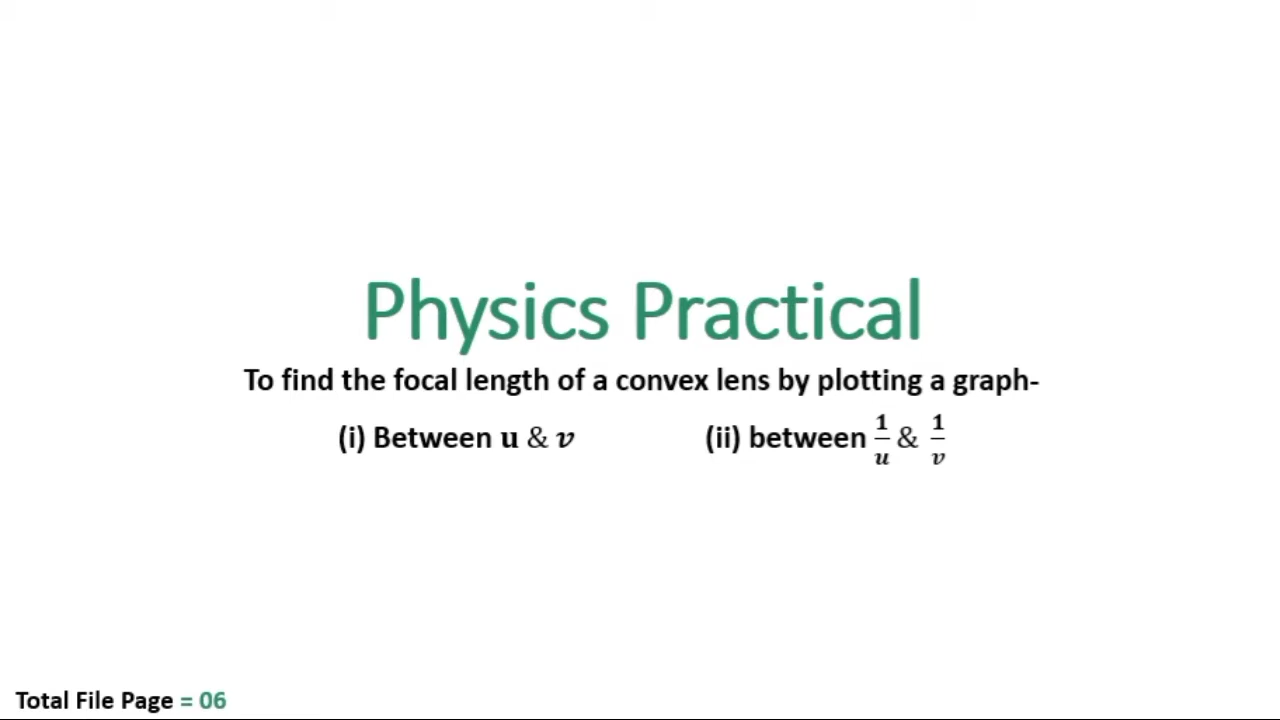 Physics Practical
To find the focal length of a convex lens by plotting a graph-
(i) Between u & v (ii) between 1/u & 1/v
Total File Page = 06